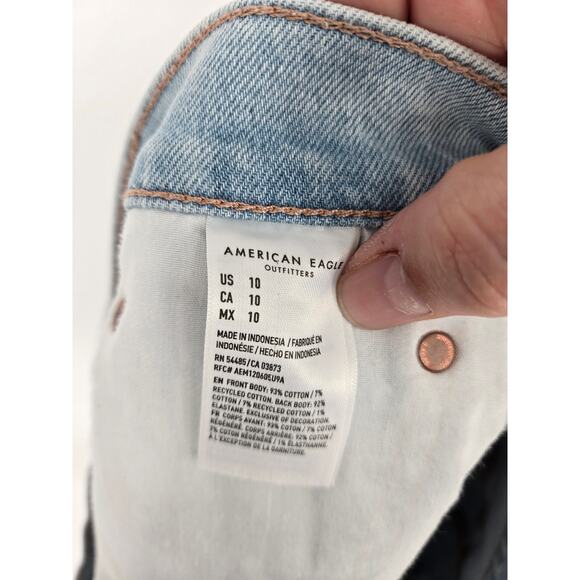 AMERICAN EAGLE
OUTFITTERS
US 10
CA 10
MX 10
MADE IN INDONESIA / FABRIQUÉ EN
INDONÉSIE / HECHO EN INDONESIA
RN 54485/CA 03873
RFC# AEM120605U9A
EN FRONT BODY: 93% COTTON / 7%
RECYCLED COTTON. BACK BODY: 92%
COTTON / 7% RECYCLED COTTON / 1%
ELASTANE. EXCLUSIVE OF DECORATION.
FR CORPS AVANT: 93% COTON / 7% COTON
RÉGÉNÉRÉ. CORPS ARRIÈRE: 92% COTON /
7% COTON RÉGÉNÉRÉ / 1% ÉLASTHANNE
À L'EXCEPTION DE LA GARNITURE